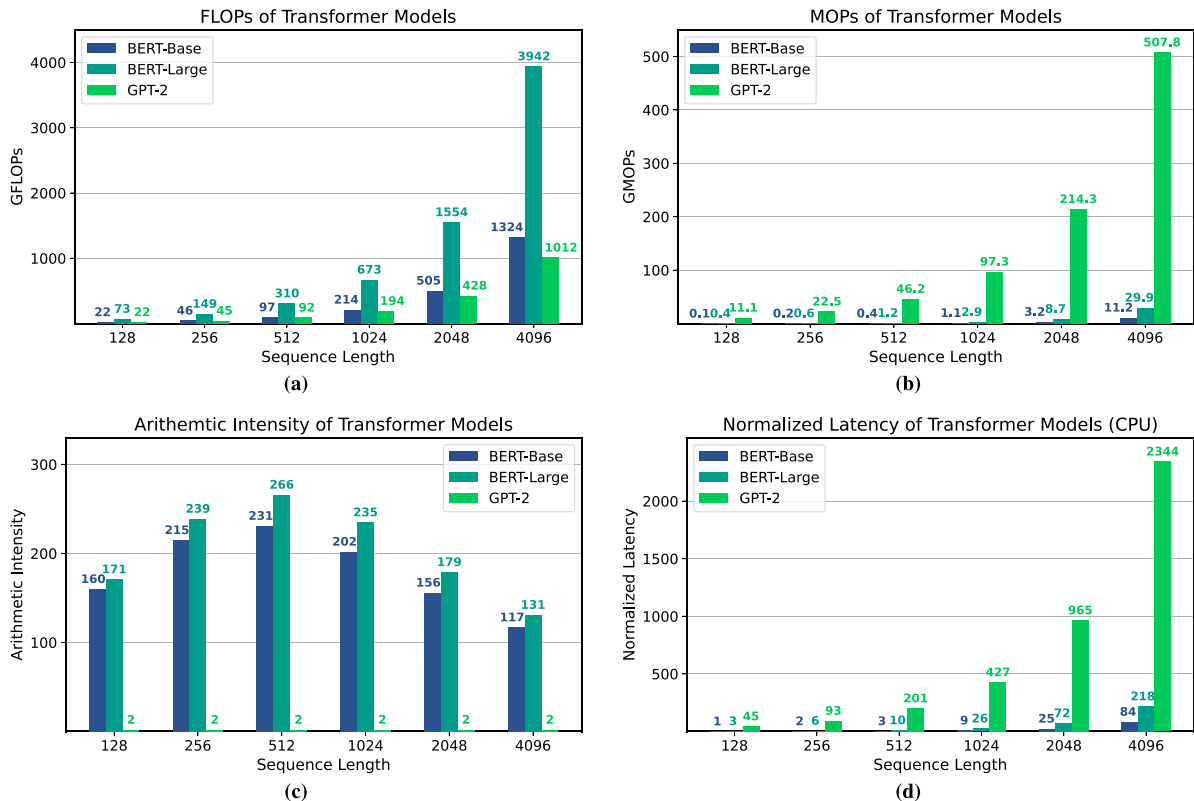 FLOPs of Transformer Models
BERT-Base
BERT-Large
GPT-2
GFLOPs
4000
3000
2000
1000
22 73 22
46 149 45
97 310 92
214 673 194
505 1554 428
1324 3942 1012
128 256 512 1024 2048 4096
Sequence Length
(a)
MOPs of Transformer Models
BERT-Base
BERT-Large
GPT-2
GMOPs
500
400
300
200
100
0.1 0.4 11.1
0.2 0.6 22.5
0.4 1.2 46.2
1.1 2.9 97.3
3.2 8.7 214.3
11.2 29.9 507.8
128 256 512 1024 2048 4096
Sequence Length
(b)
Arithemtic Intensity of Transformer Models
BERT-Base
BERT-Large
GPT-2
Arithmetic Intensity
300
200
100
160 171 2
215 239 2
231 266 2
202 235 2
156 179 2
117 131 2
128 256 512 1024 2048 4096
Sequence Length
(c)
Normalized Latency of Transformer Models (CPU)
BERT-Base
BERT-Large
GPT-2
Normalized Latency
2000
1500
1000
500
1 3 45
2 6 93
3 10 201
9 26 427
25 72 965
84 218 2344
128 256 512 1024 2048 4096
Sequence Length
(d)